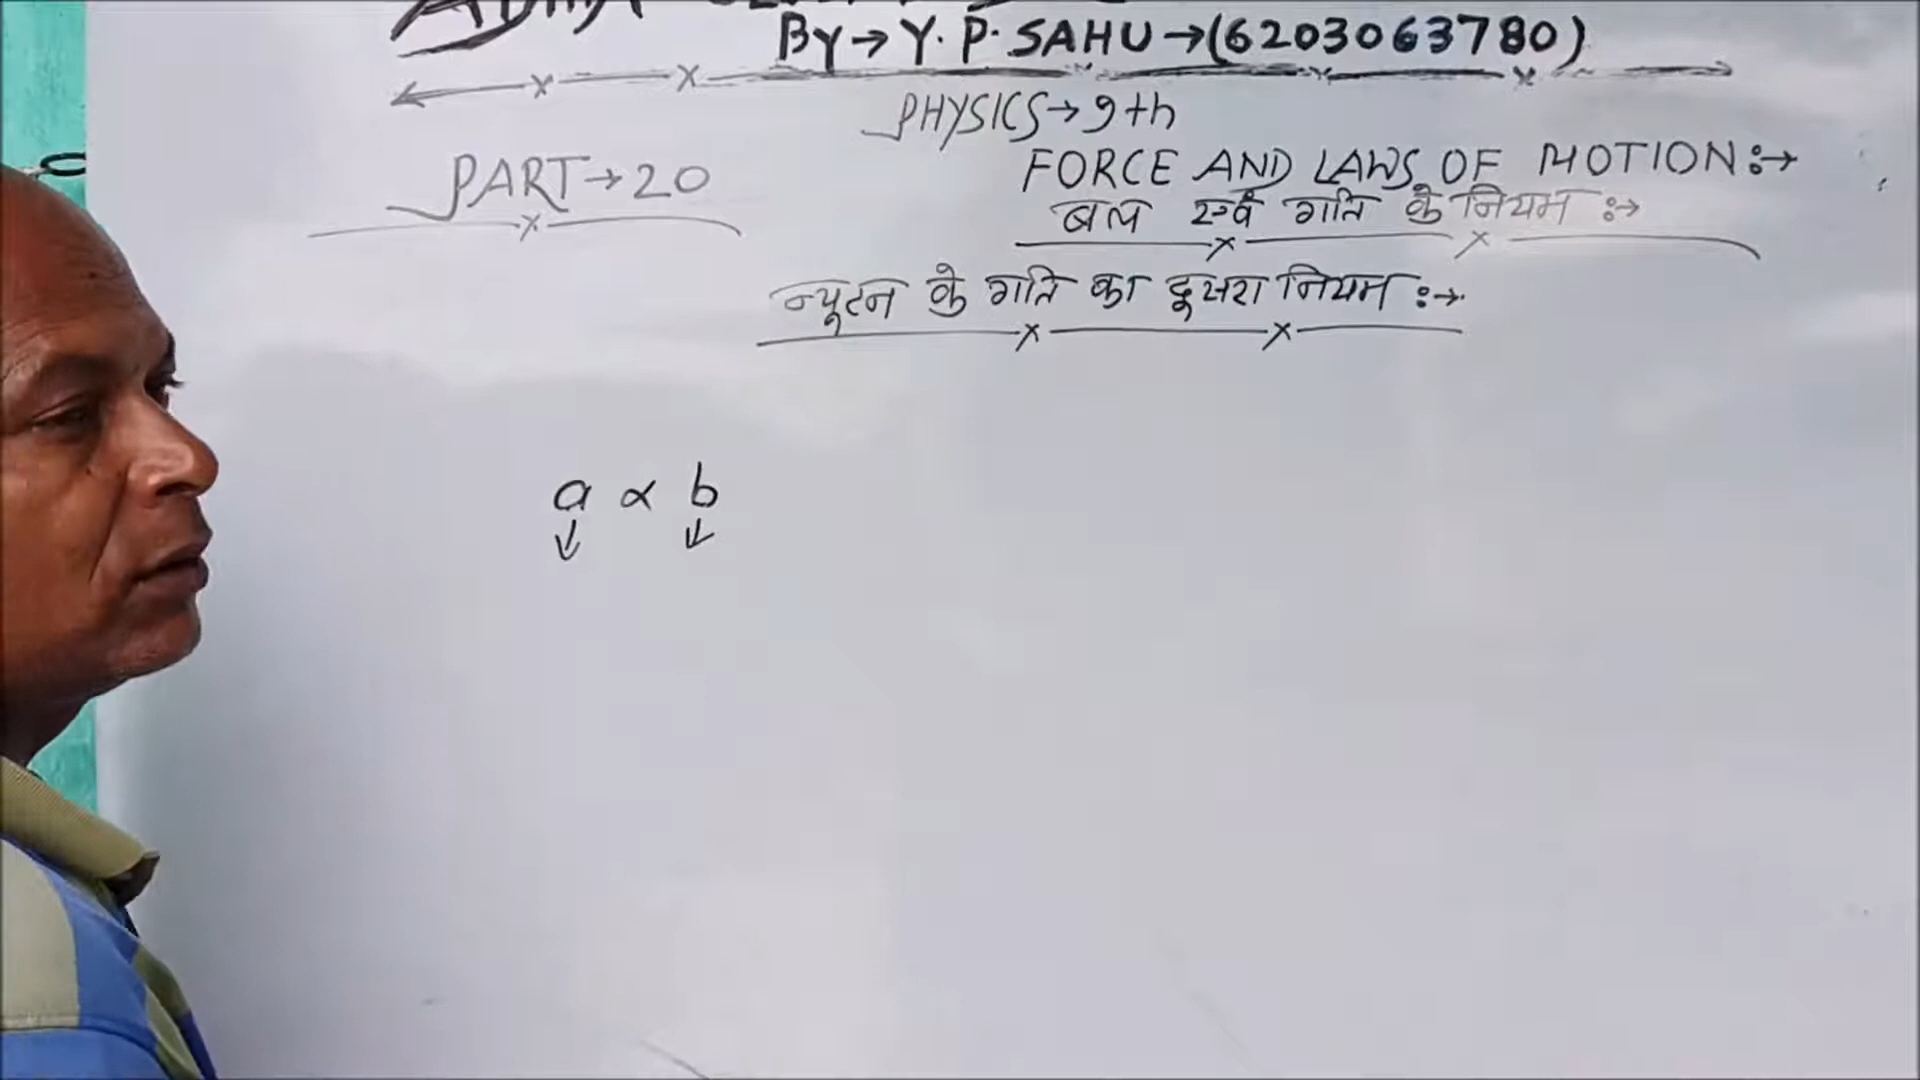 By→ Y. P. SAHU →(6203063780)
PHYSICS→9th
PART→20
FORCE AND LAWS OF MOTION:→
बल एवं गति के नियम :→
न्यूटन के गति का दूसरा नियम :→
a ∝ b
↓ ↓